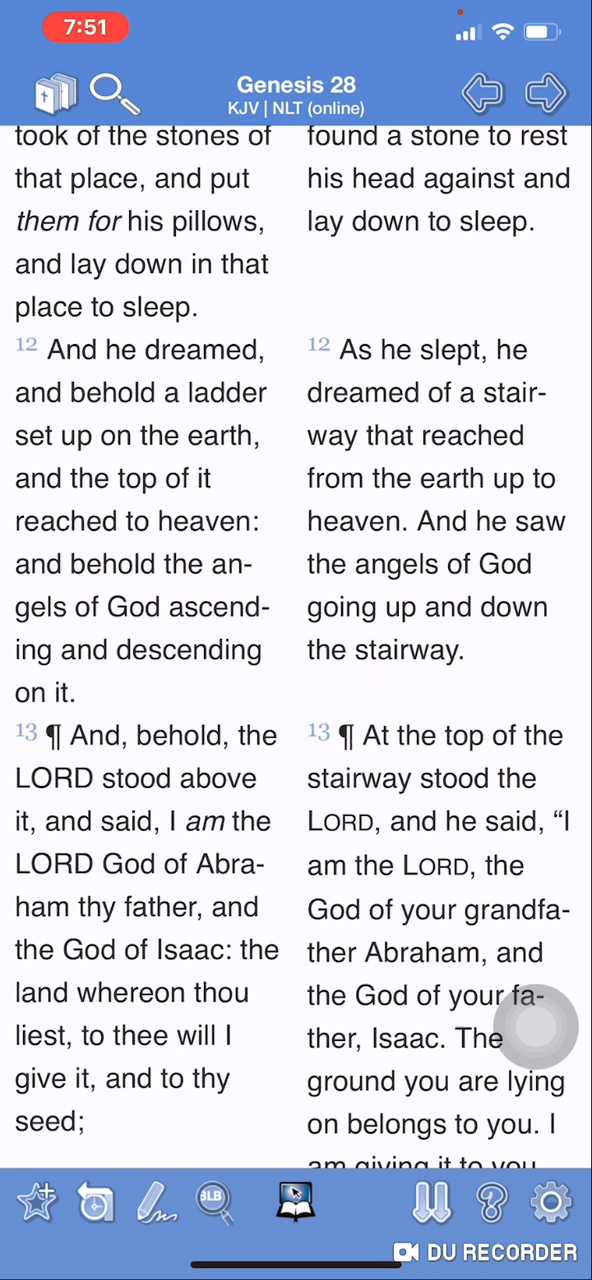 7:51
Genesis 28
KJV | NLT (online)
took of the stones of
that place, and put
them for his pillows,
and lay down in that
place to sleep.
12 And he dreamed,
and behold a ladder
set up on the earth,
and the top of it
reached to heaven:
and behold the an-
gels of God ascend-
ing and descending
on it.
13 ¶ And, behold, the
LORD stood above
it, and said, I am the
LORD God of Abra-
ham thy father, and
the God of Isaac: the
land whereon thou
liest, to thee will I
give it, and to thy
seed;
found a stone to rest
his head against and
lay down to sleep.
12 As he slept, he
dreamed of a stair-
way that reached
from the earth up to
heaven. And he saw
the angels of God
going up and down
the stairway.
13 ¶ At the top of the
stairway stood the
LORD, and he said, “I
am the LORD, the
God of your grandfa-
ther Abraham, and
the God of your fa-
ther, Isaac. The
ground you are lying
on belongs to you. I
am giving it to you
BLB
DU RECORDER